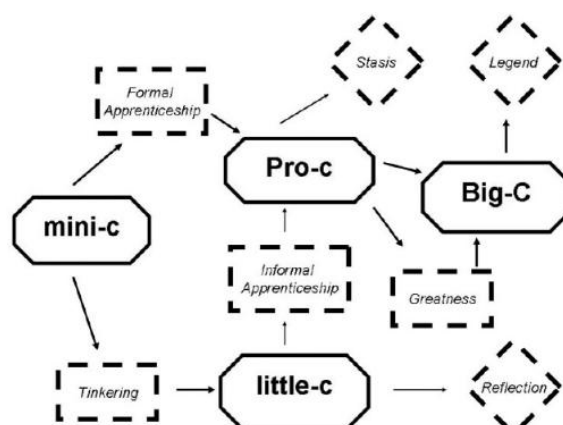 Stasis
Legend
Formal
Apprenticeship
Pro-c
Big-C
mini-c
Informal
Apprenticeship
Greatness
Tinkering
little-c
Reflection